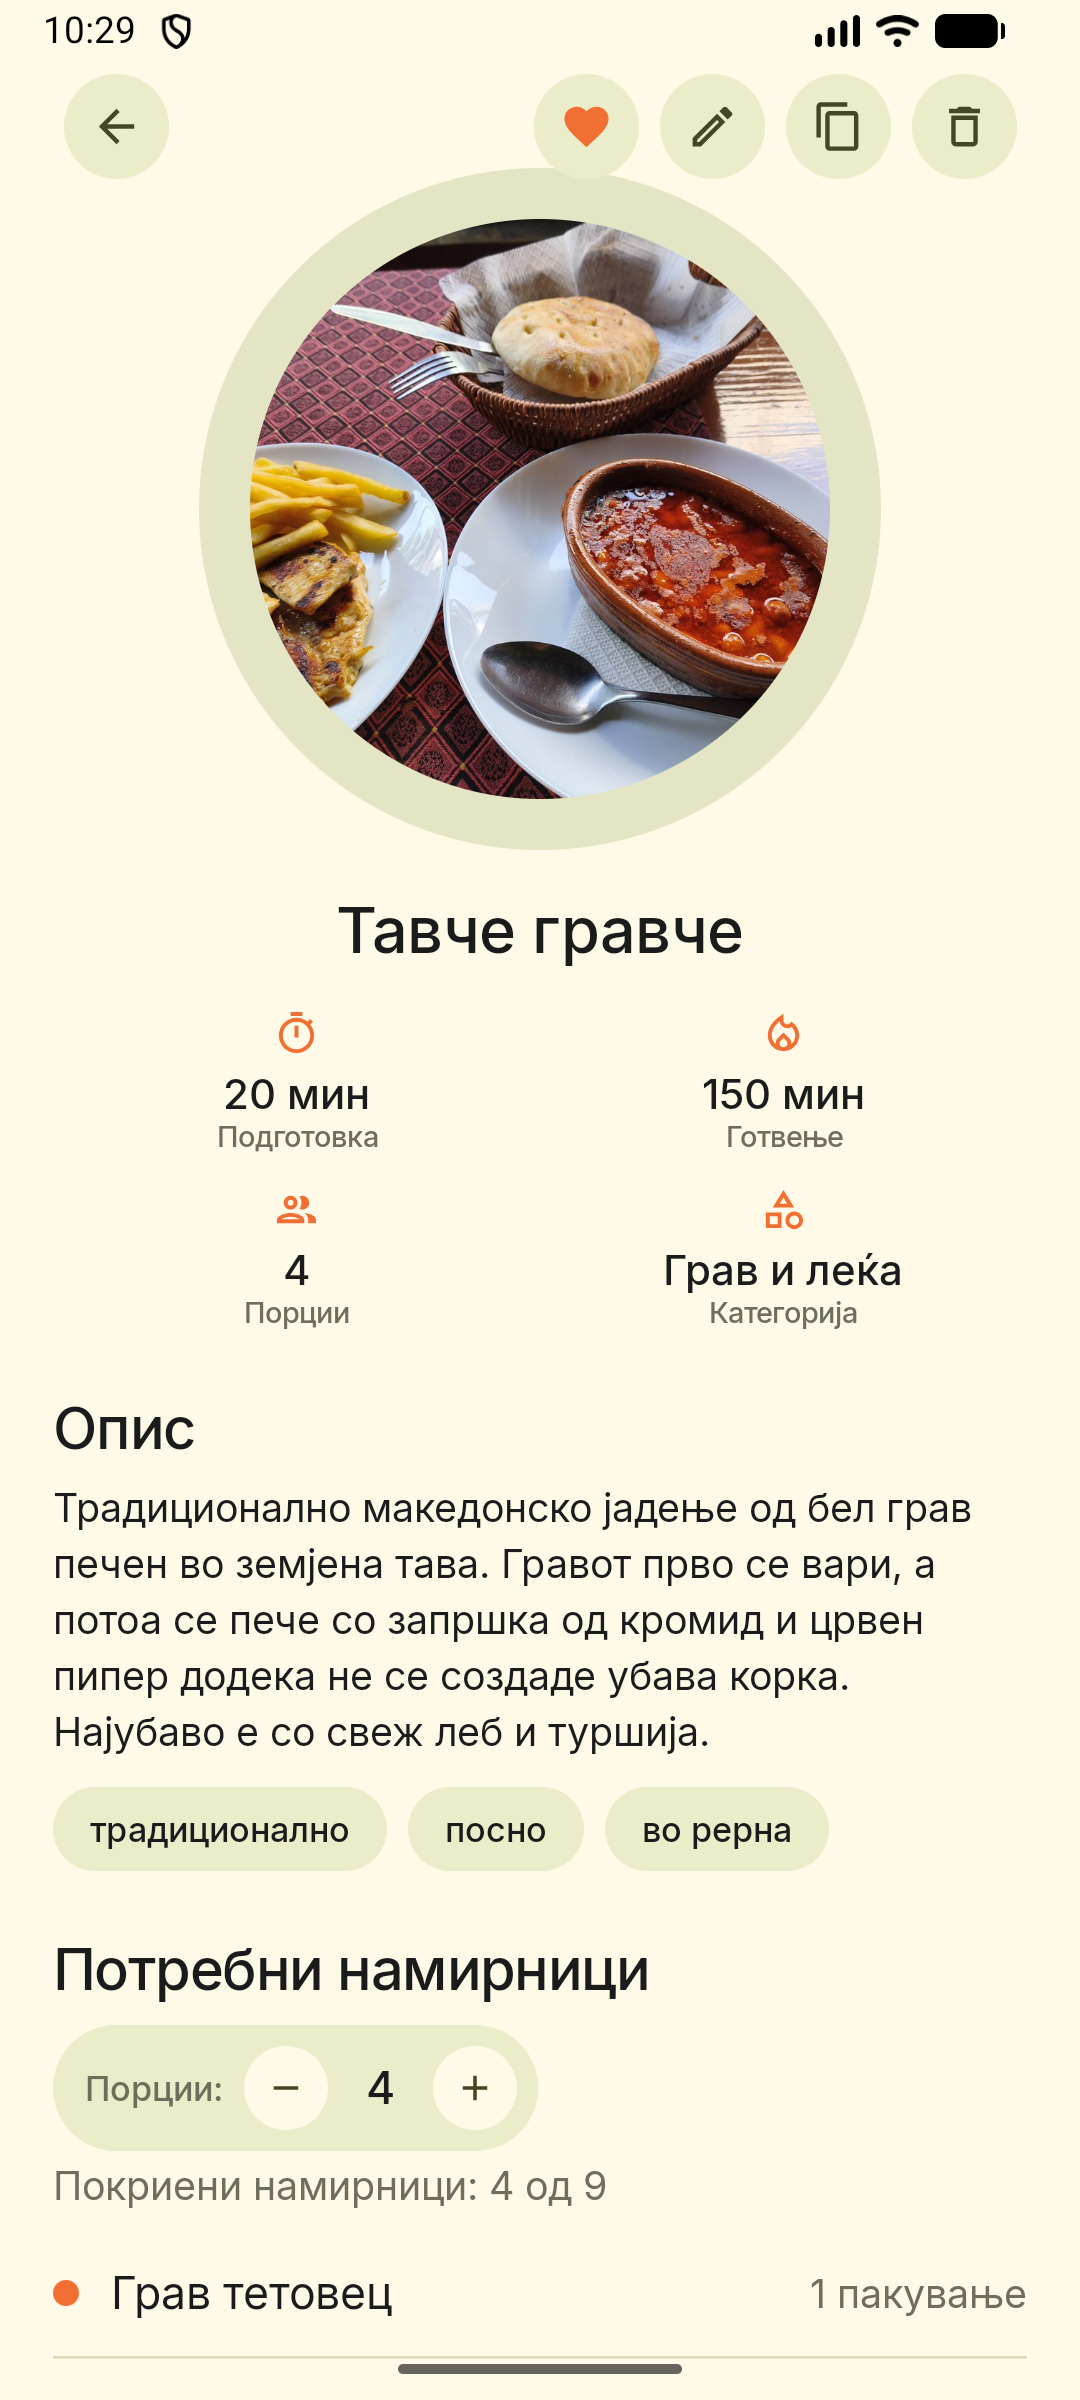 10:29
Тавче гравче
20 мин
Подготовка
150 мин
Готвење
4
Порции
Грав и леќа
Категорија
Опис
Традиционално македонско јадење од бел грав
печен во земјена тава. Гравот прво се вари, а
потоа се пече со запршка од кромид и црвен
пипер додека не се создаде убава корка.
Најубаво е со свеж леб и туршија.
традиционално
посно
во рерна
Потребни намирници
Порции:
4
Покриени намирници: 4 од 9
Грав тетовец
1 пакување